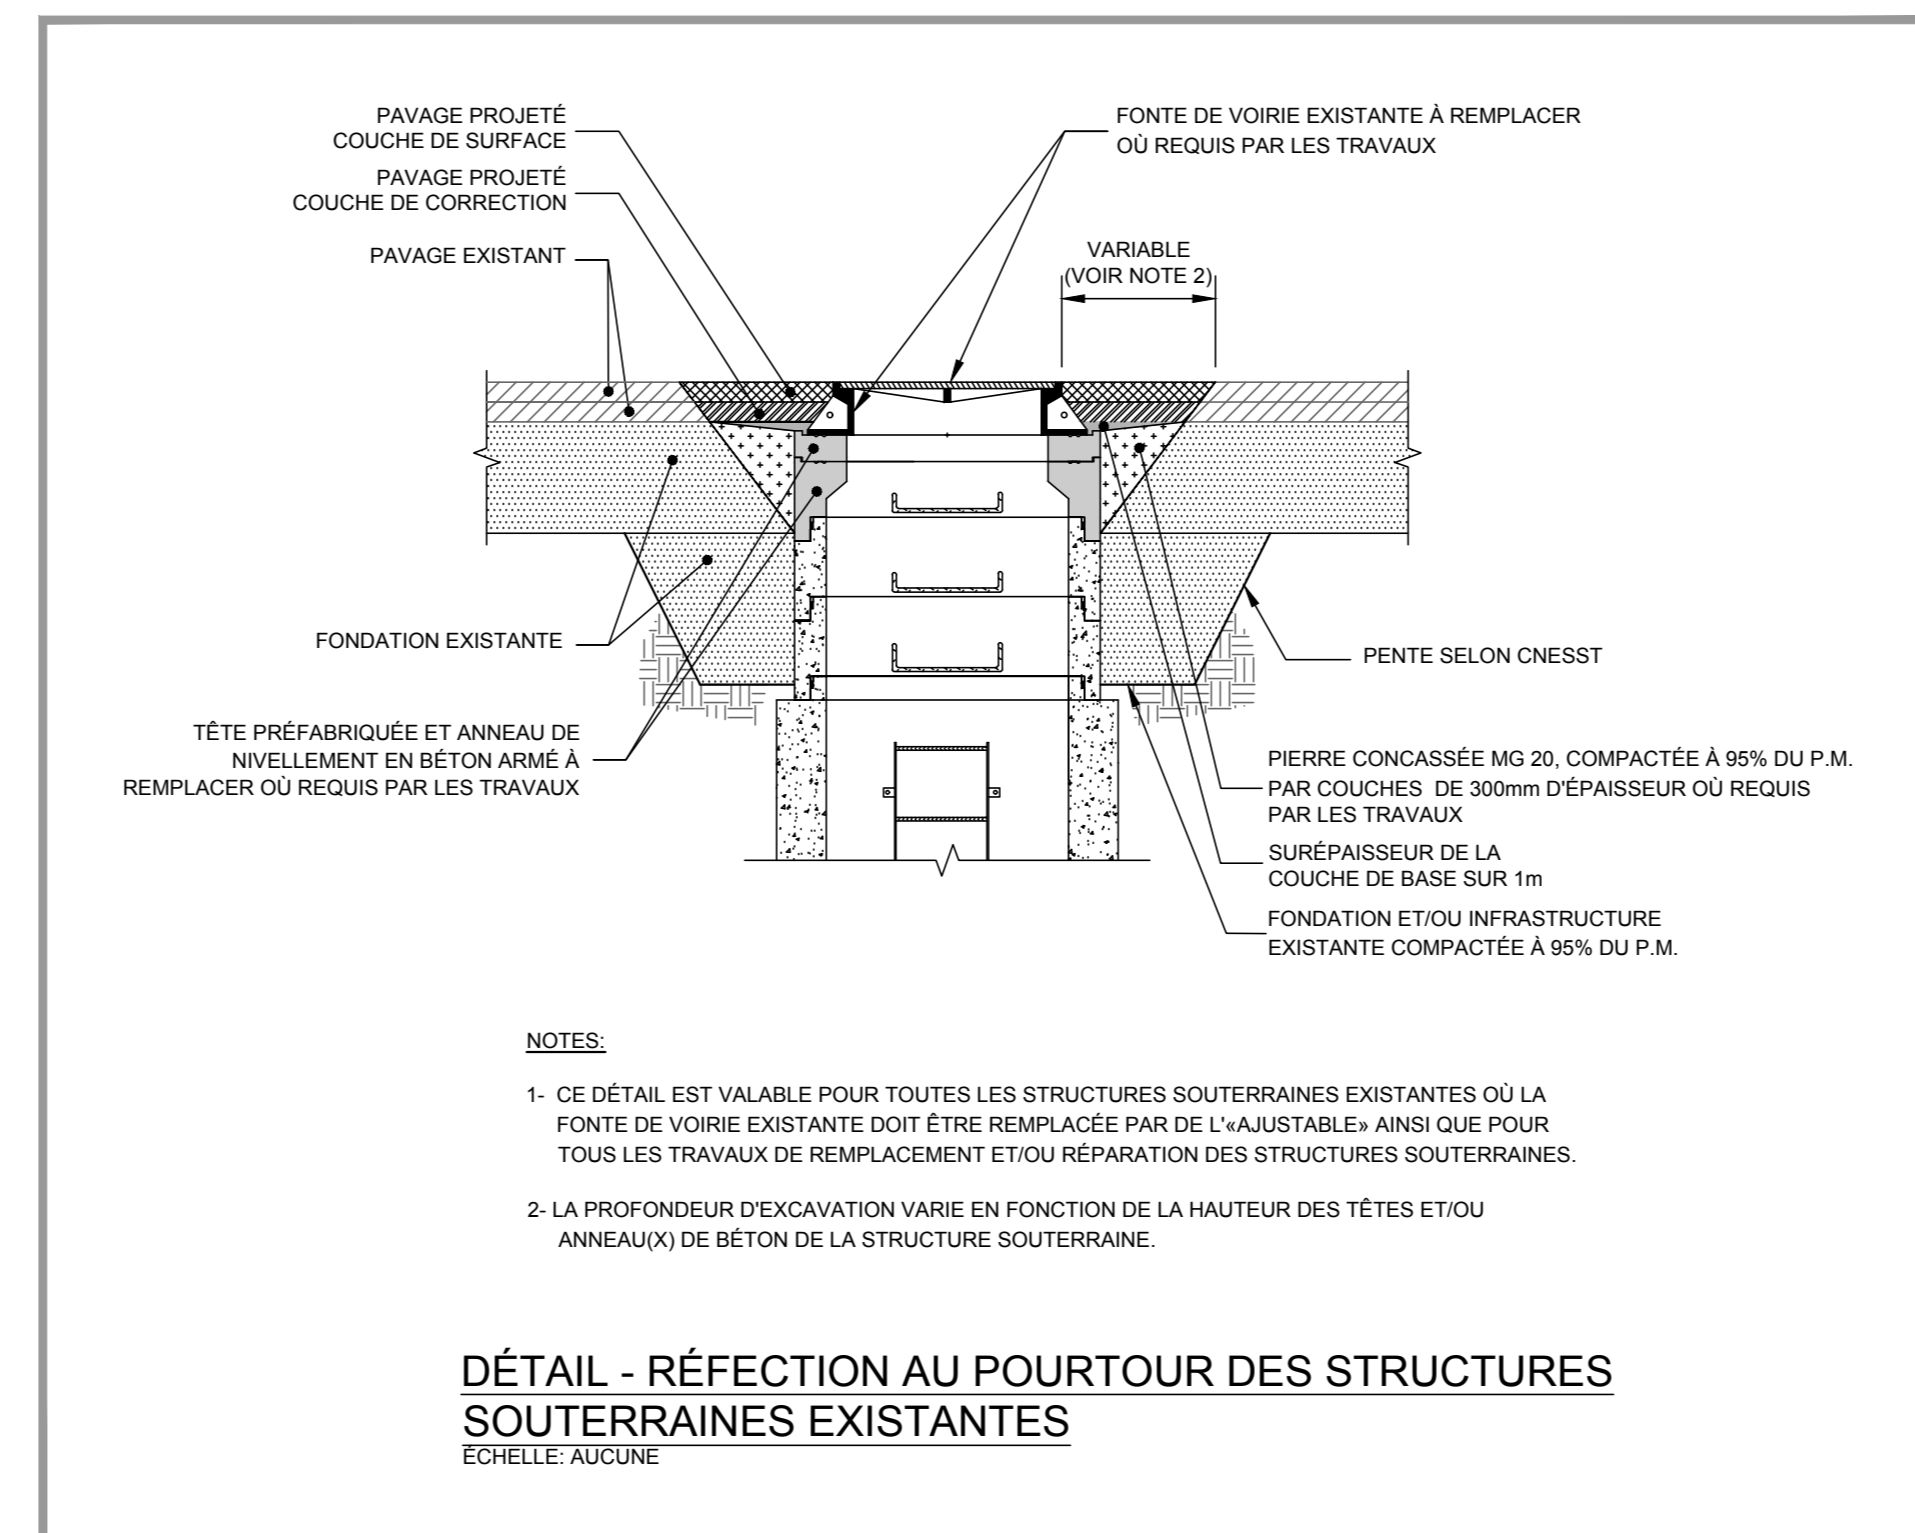 PAVAGE PROJETÉ
COUCHE DE SURFACE
PAVAGE PROJETÉ
COUCHE DE CORRECTION
PAVAGE EXISTANT
FONDATION EXISTANTE
TÊTE PRÉFABRIQUÉE ET ANNEAU DE
NIVELLEMENT EN BÉTON ARMÉ À
REMPLACER OÙ REQUIS PAR LES TRAVAUX
FONTE DE VOIRIE EXISTANTE À REMPLACER
OÙ REQUIS PAR LES TRAVAUX
VARIABLE
(VOIR NOTE 2)
PENTE SELON CNESST
PIERRE CONCASSÉE MG 20, COMPACTÉE À 95% DU P.M.
PAR COUCHES DE 300mm D'ÉPAISSEUR OÙ REQUIS
PAR LES TRAVAUX
SURÉPAISSEUR DE LA
COUCHE DE BASE SUR 1m
FONDATION ET/OU INFRASTRUCTURE
EXISTANTE COMPACTÉE À 95% DU P.M.
NOTES:
1- CE DÉTAIL EST VALABLE POUR TOUTES LES STRUCTURES SOUTERRAINES EXISTANTES OÙ LA
FONTE DE VOIRIE EXISTANTE DOIT ÊTRE REMPLACÉE PAR DE L'«AJUSTABLE» AINSI QUE POUR
TOUS LES TRAVAUX DE REMPLACEMENT ET/OU RÉPARATION DES STRUCTURES SOUTERRAINES.
2- LA PROFONDEUR D'EXCAVATION VARIE EN FONCTION DE LA HAUTEUR DES TÊTES ET/OU
ANNEAU(X) DE BÉTON DE LA STRUCTURE SOUTERRAINE.
DÉTAIL - RÉFECTION AU POURTOUR DES STRUCTURES
SOUTERRAINES EXISTANTES
ÉCHELLE: AUCUNE